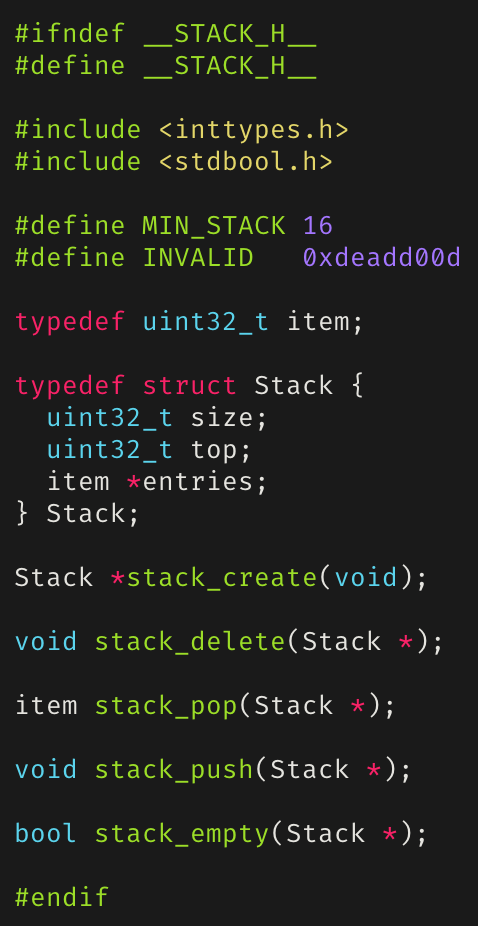 #ifndef __STACK_H__
#define __STACK_H__

#include <inttypes.h>
#include <stdbool.h>

#define MIN_STACK 16
#define INVALID   0xdeadd00d

typedef uint32_t item;

typedef struct Stack {
  uint32_t size;
  uint32_t top;
  item *entries;
} Stack;

Stack *stack_create(void);

void stack_delete(Stack *);

item stack_pop(Stack *);

void stack_push(Stack *);

bool stack_empty(Stack *);

#endif